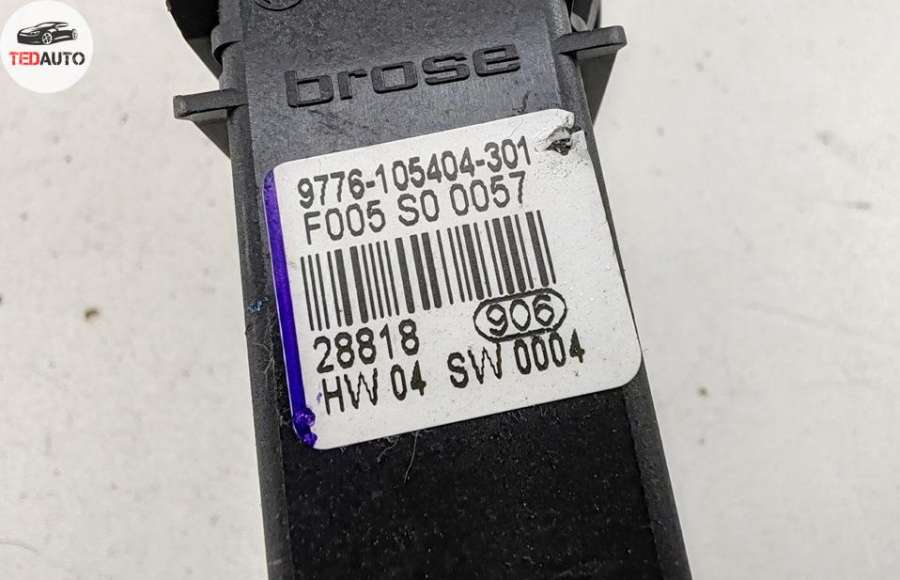 TEDAUTO
brose
9776-105404-301
F005 S0 0057
28818 906
HW 04 SW 0004